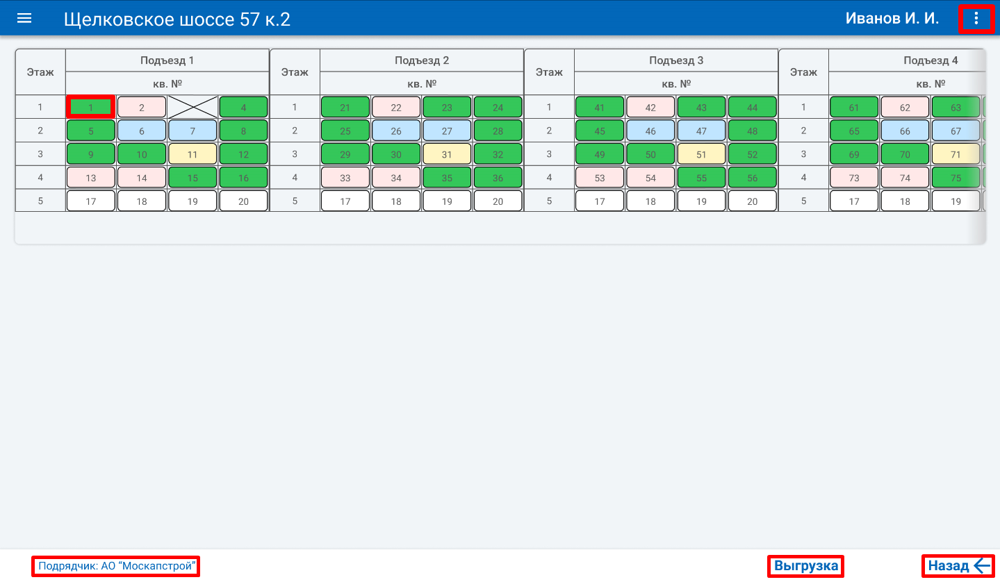 Щелковское шоссе 57 к.2 Иванов И. И.
Этаж Подъезд 1 Этаж Подъезд 2 Этаж Подъезд 3 Этаж Подъезд 4
кв. № кв. № кв. № кв. №
1 1 2 4 1 21 22 23 24 1 41 42 43 44 1 61 62 63
2 5 6 7 8 2 25 26 27 28 2 45 46 47 48 2 65 66 67
3 9 10 11 12 3 29 30 31 32 3 49 50 51 52 3 69 70 71
4 13 14 15 16 4 33 34 35 36 4 53 54 55 56 4 73 74 75
5 17 18 19 20 5 17 18 19 20 5 17 18 19 20 5 17 18 19
Подрядчик: АО “Москапстрой” Выгрузка Назад